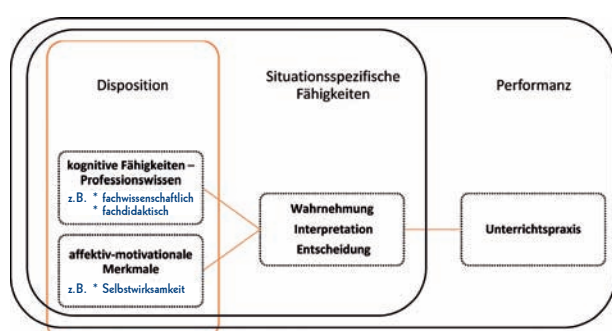 Disposition
Situationsspezifische
Fähigkeiten
Performanz
kognitive Fähigkeiten –
Professionswissen
z.B. * fachwissenschaftlich
* fachdidaktisch
affektiv-motivationale
Merkmale
z.B. * Selbstwirksamkeit
Wahrnehmung
Interpretation
Entscheidung
Unterrichtspraxis